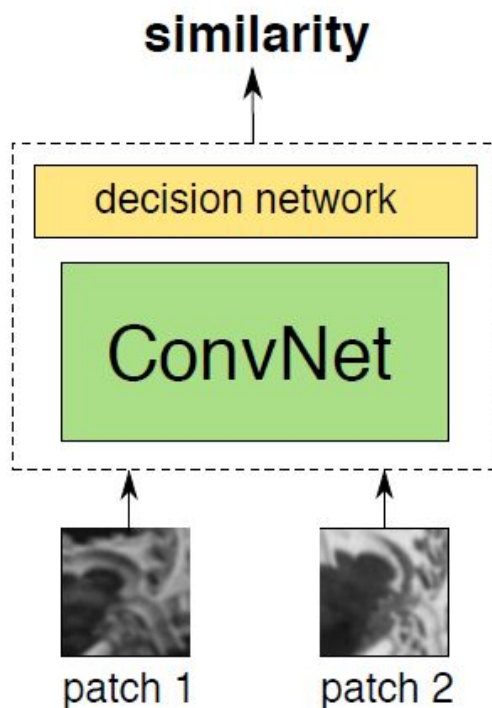 similarity
decision network
ConvNet
patch 1 patch 2